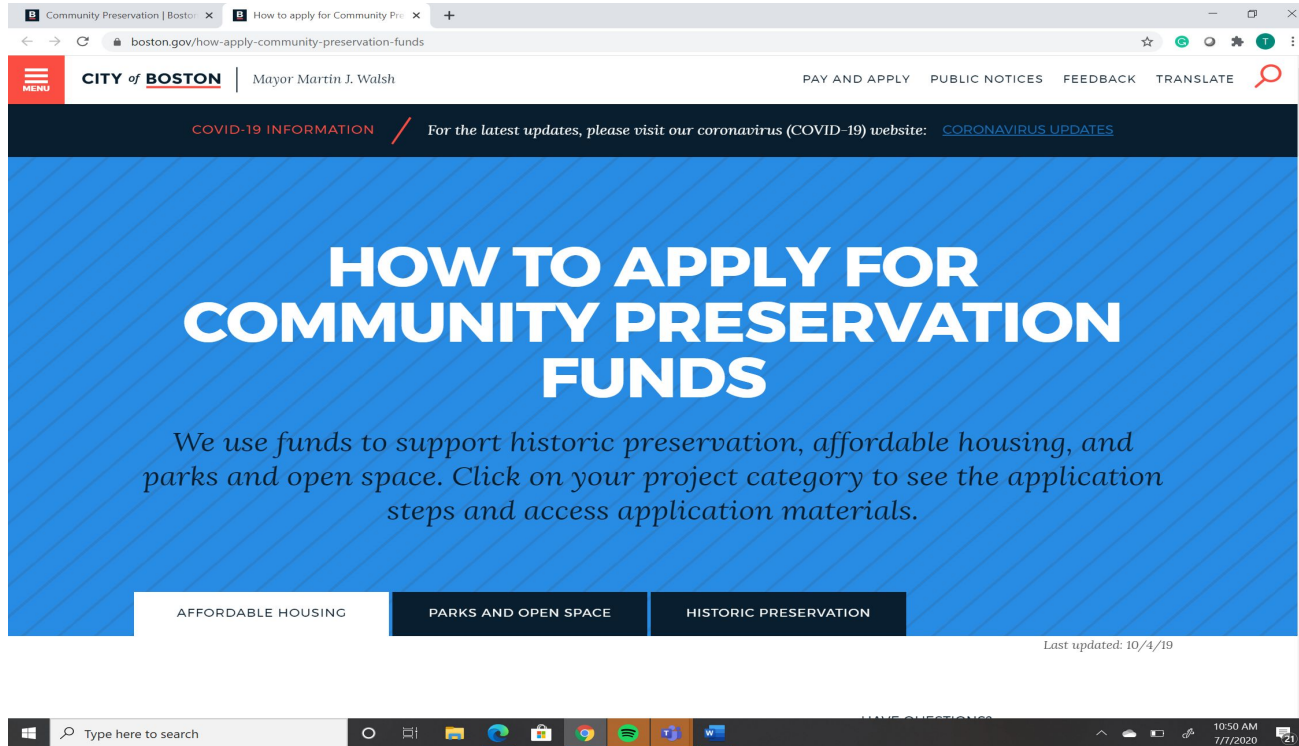 Community Preservation | Bosto
How to apply for Community Pre
boston.gov/how-apply-community-preservation-funds
T
MENU
CITY of BOSTON
Mayor Martin J. Walsh
PAY AND APPLY
PUBLIC NOTICES
FEEDBACK
TRANSLATE
COVID-19 INFORMATION
For the latest updates, please visit our coronavirus (COVID-19) website: CORONAVIRUS UPDATES
HOW TO APPLY FOR
COMMUNITY PRESERVATION
FUNDS
We use funds to support historic preservation, affordable housing, and
parks and open space. Click on your project category to see the application
steps and access application materials.
AFFORDABLE HOUSING
PARKS AND OPEN SPACE
HISTORIC PRESERVATION
Last updated: 10/4/19
HAVE QUESTIONS?
Type here to search
10:50 AM
7/7/2020
21